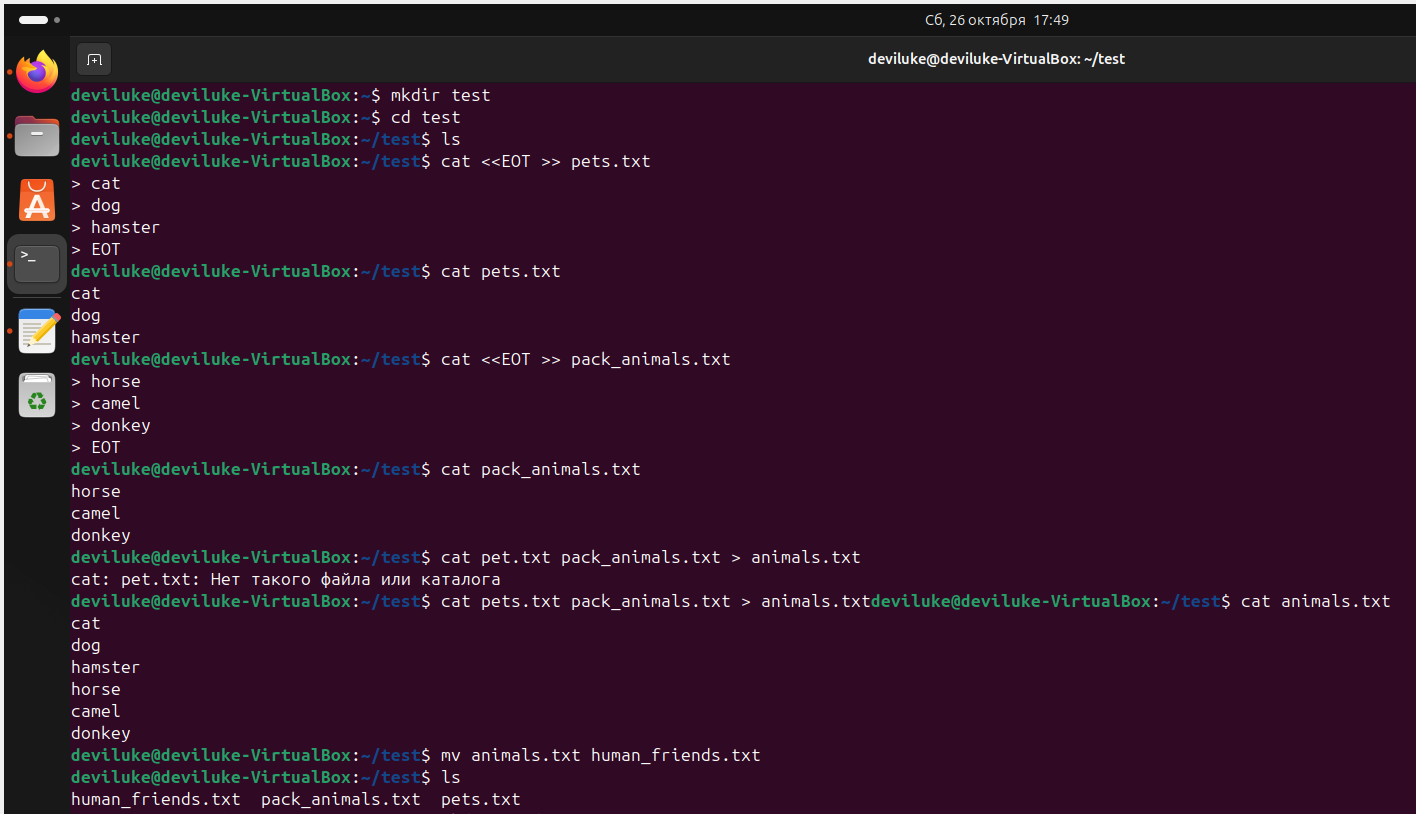 Сб, 26 октября 17:49
deviluke@deviluke-VirtualBox: ~/test
deviluke@deviluke-VirtualBox:~$ mkdir test
deviluke@deviluke-VirtualBox:~$ cd test
deviluke@deviluke-VirtualBox:~/test$ ls
deviluke@deviluke-VirtualBox:~/test$ cat <<EOT >> pets.txt
> cat
> dog
> hamster
> EOT
deviluke@deviluke-VirtualBox:~/test$ cat pets.txt
cat
dog
hamster
deviluke@deviluke-VirtualBox:~/test$ cat <<EOT >> pack_animals.txt
> horse
> camel
> donkey
> EOT
deviluke@deviluke-VirtualBox:~/test$ cat pack_animals.txt
horse
camel
donkey
deviluke@deviluke-VirtualBox:~/test$ cat pet.txt pack_animals.txt > animals.txt
cat: pet.txt: Нет такого файла или каталога
deviluke@deviluke-VirtualBox:~/test$ cat pets.txt pack_animals.txt > animals.txtdeviluke@deviluke-VirtualBox:~/test$ cat animals.txt
cat
dog
hamster
horse
camel
donkey
deviluke@deviluke-VirtualBox:~/test$ mv animals.txt human_friends.txt
deviluke@deviluke-VirtualBox:~/test$ ls
human_friends.txt  pack_animals.txt  pets.txt